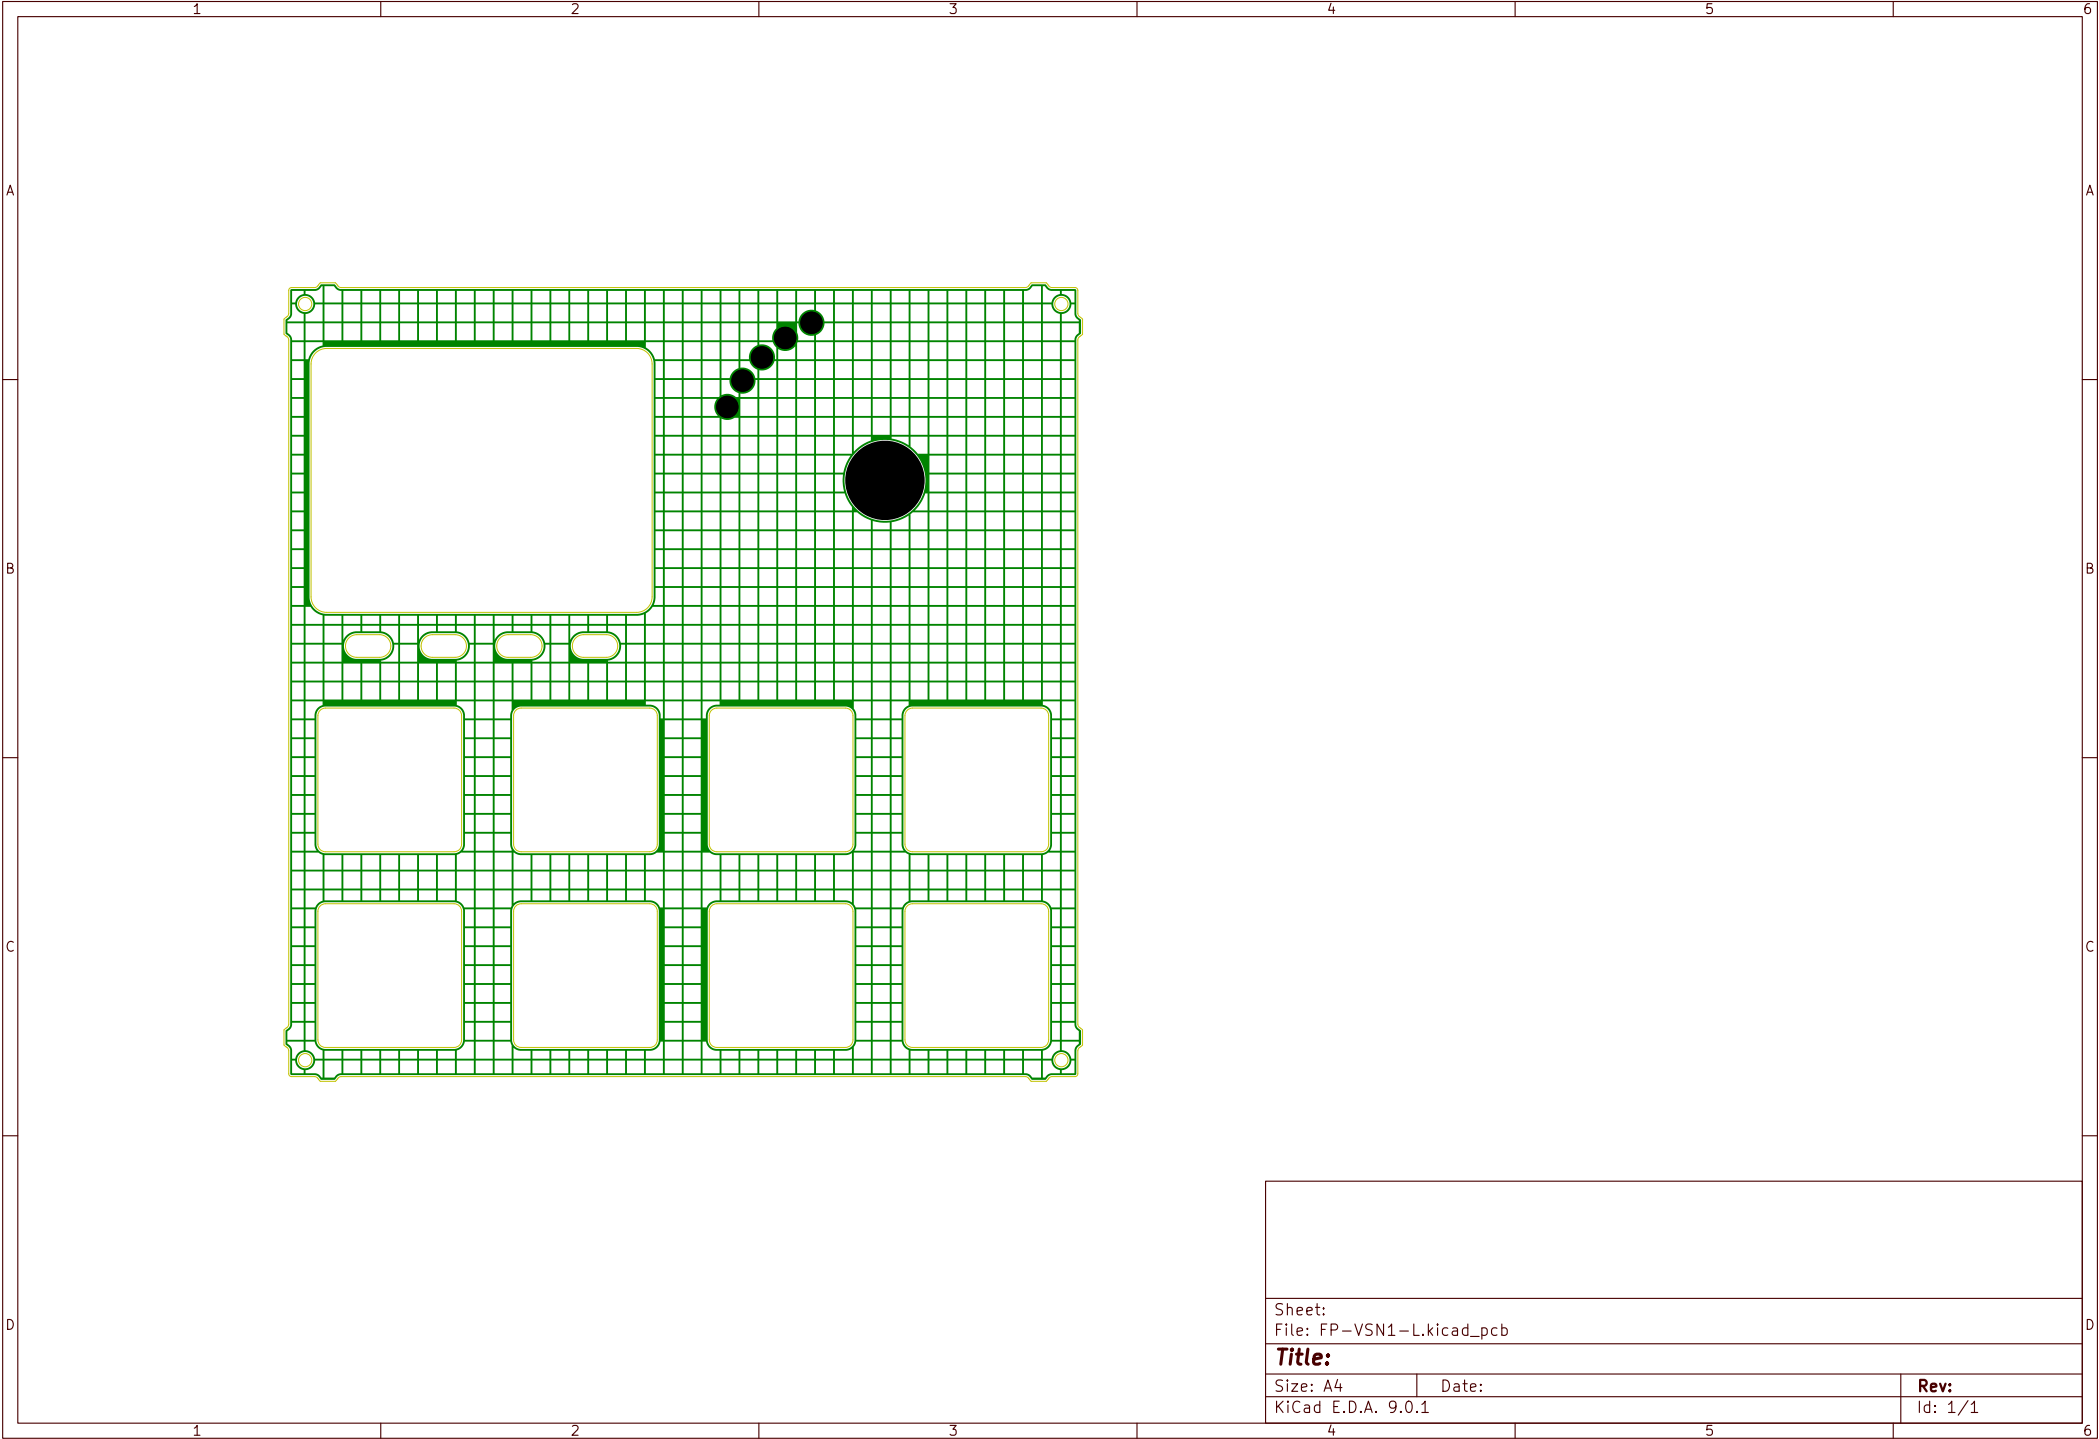 1 2 3 4 5 6
A A
B B
C C
D D
Sheet:
File: FP-VSN1-L.kicad_pcb
Title:
Size: A4 Date: Rev:
KiCad E.D.A. 9.0.1 Id: 1/1
1 2 3 4 5 6